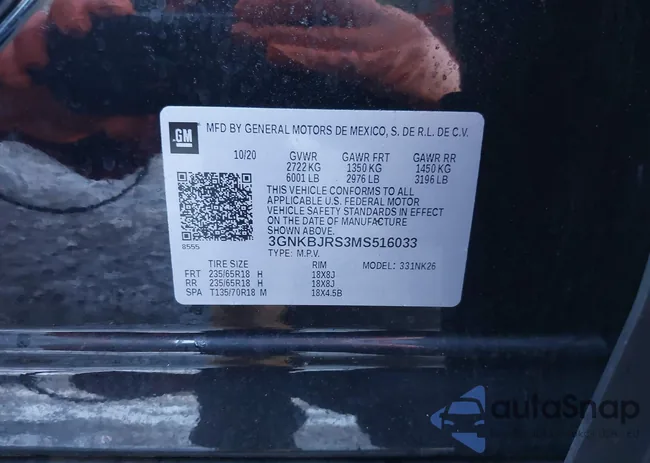 GM MFD BY GENERAL MOTORS DE MEXICO, S. DE R.L. DE C.V.
10/20 GVWR GAWR FRT GAWR RR
2722 KG 1350 KG 1450 KG
6001 LB 2976 LB 3196 LB
THIS VEHICLE CONFORMS TO ALL
APPLICABLE U.S. FEDERAL MOTOR
VEHICLE SAFETY STANDARDS IN EFFECT
ON THE DATE OF MANUFACTURE
SHOWN ABOVE.
8555 3GNKBJRS3MS516033
TYPE: M.P.V.
TIRE SIZE RIM MODEL: 331NK26
FRT 235/65R18 H 18X8J
RR 235/65R18 H 18X8J
SPA T135/70R18 M 18X4.5B
autoSnap